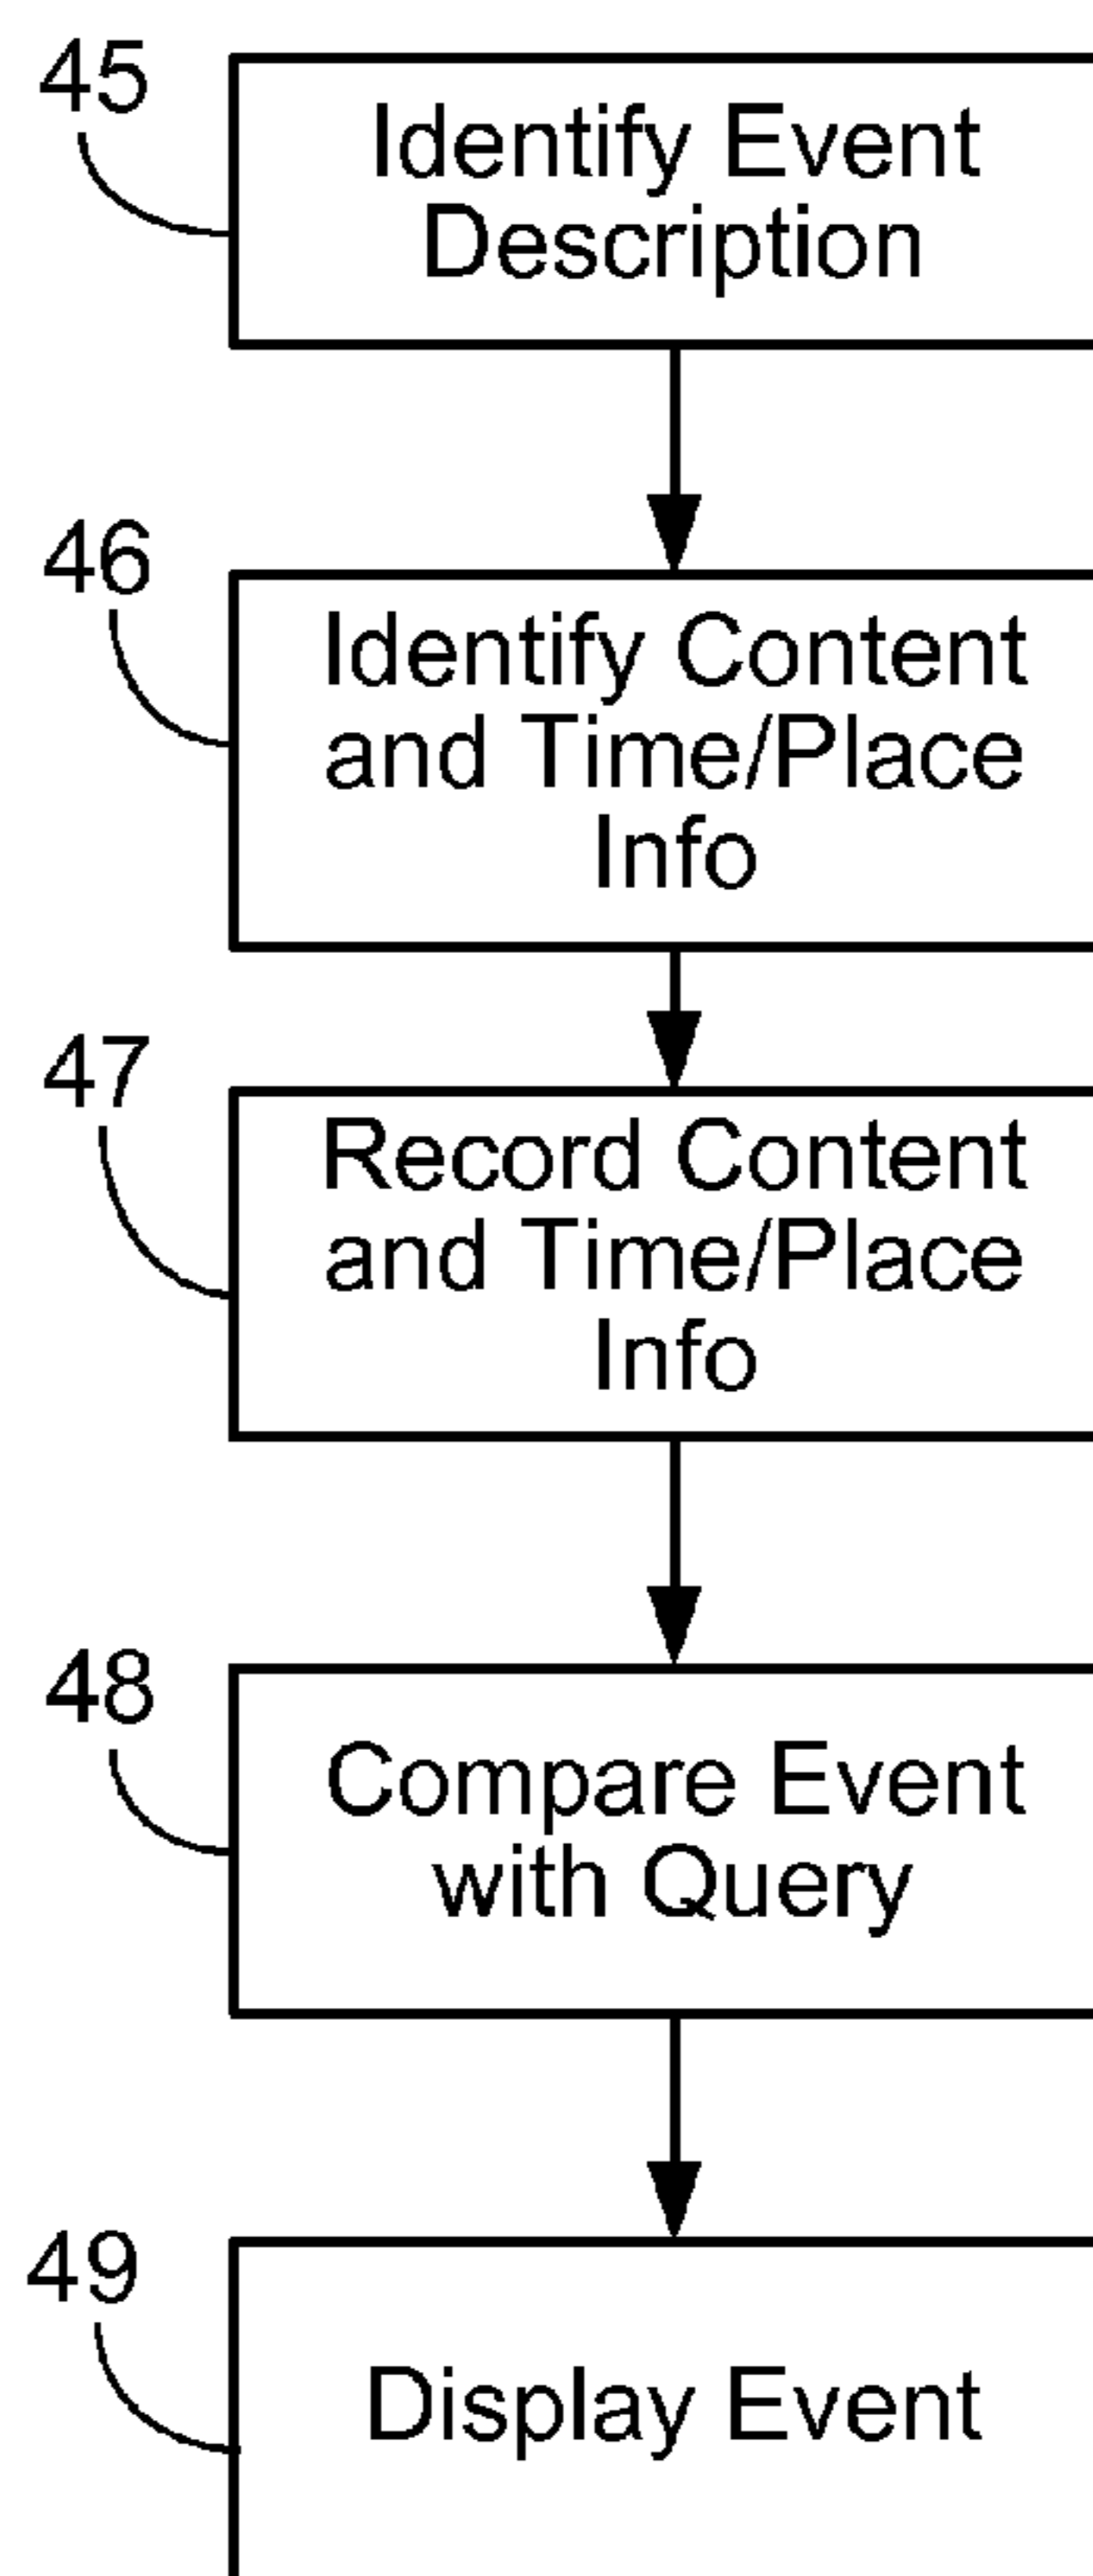 45
Identify Event
Description
46
Identify Content
and Time/Place
Info
47
Record Content
and Time/Place
Info
48
Compare Event
with Query
49
Display Event